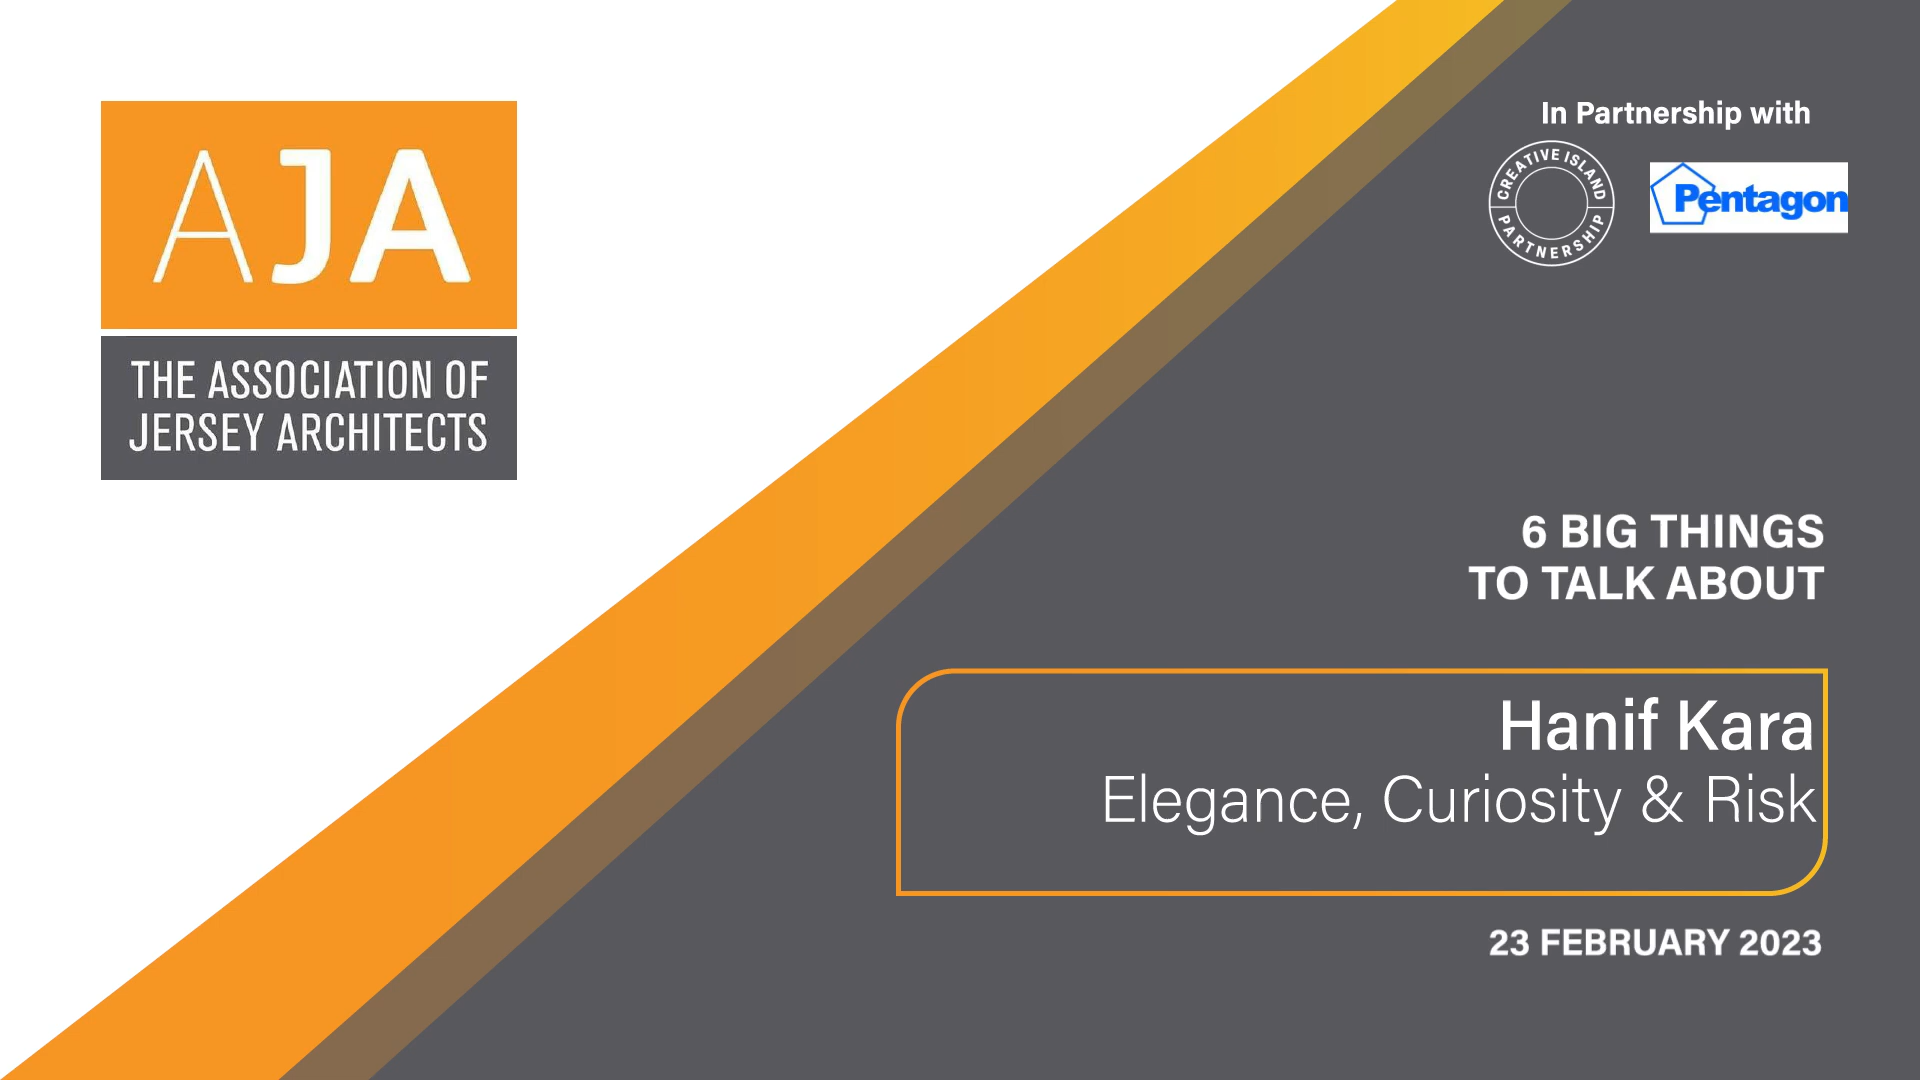 AJA
THE ASSOCIATION OF
JERSEY ARCHITECTS
In Partnership with
CREATIVE ISLAND
PARTNERSHIP
Pentagon
6 BIG THINGS
TO TALK ABOUT
Hanif Kara
Elegance, Curiosity & Risk
23 FEBRUARY 2023